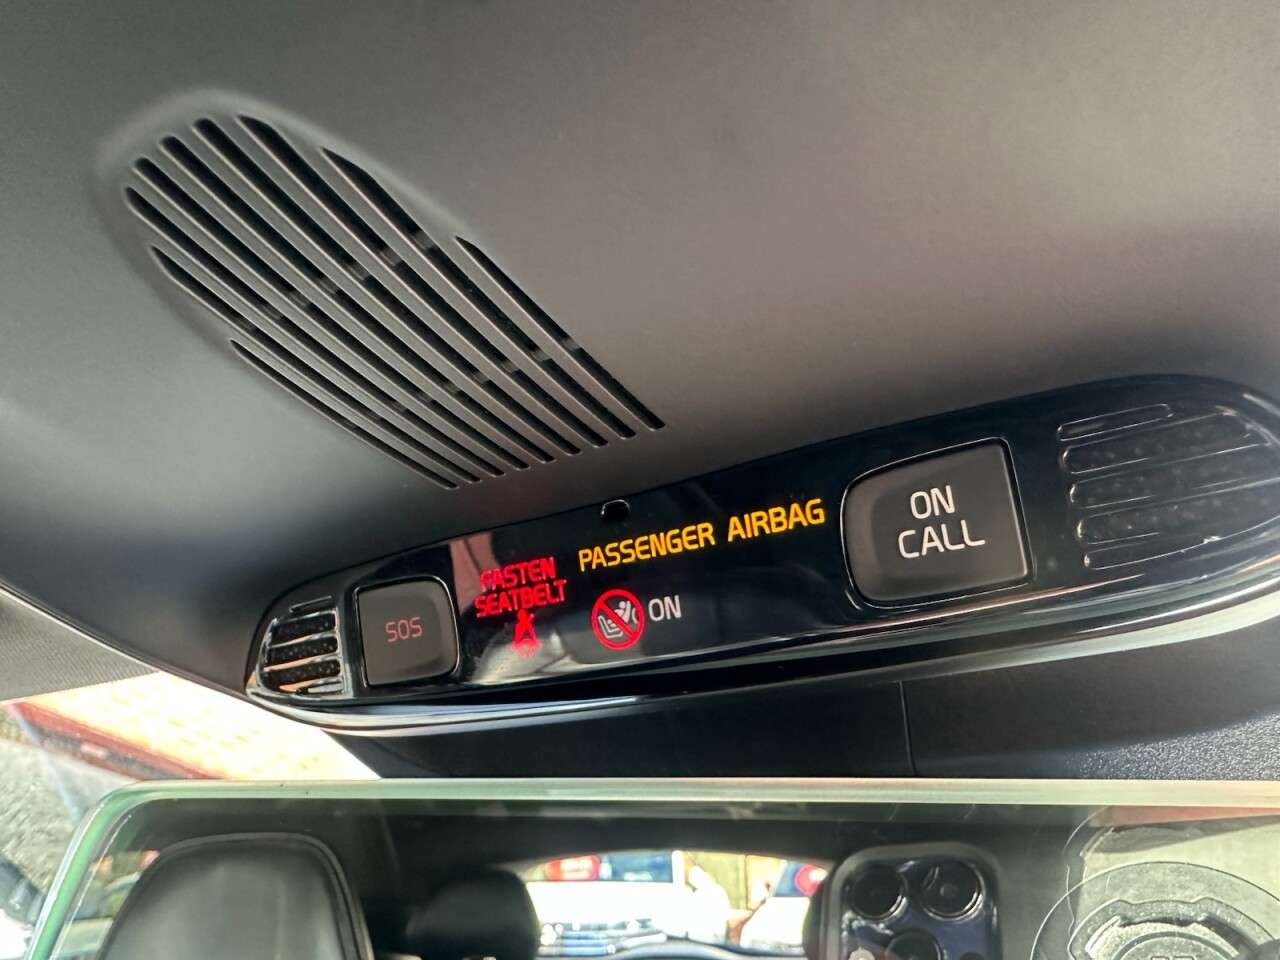 SOS
FASTEN
SEATBELT
PASSENGER AIRBAG
ON
ON
CALL